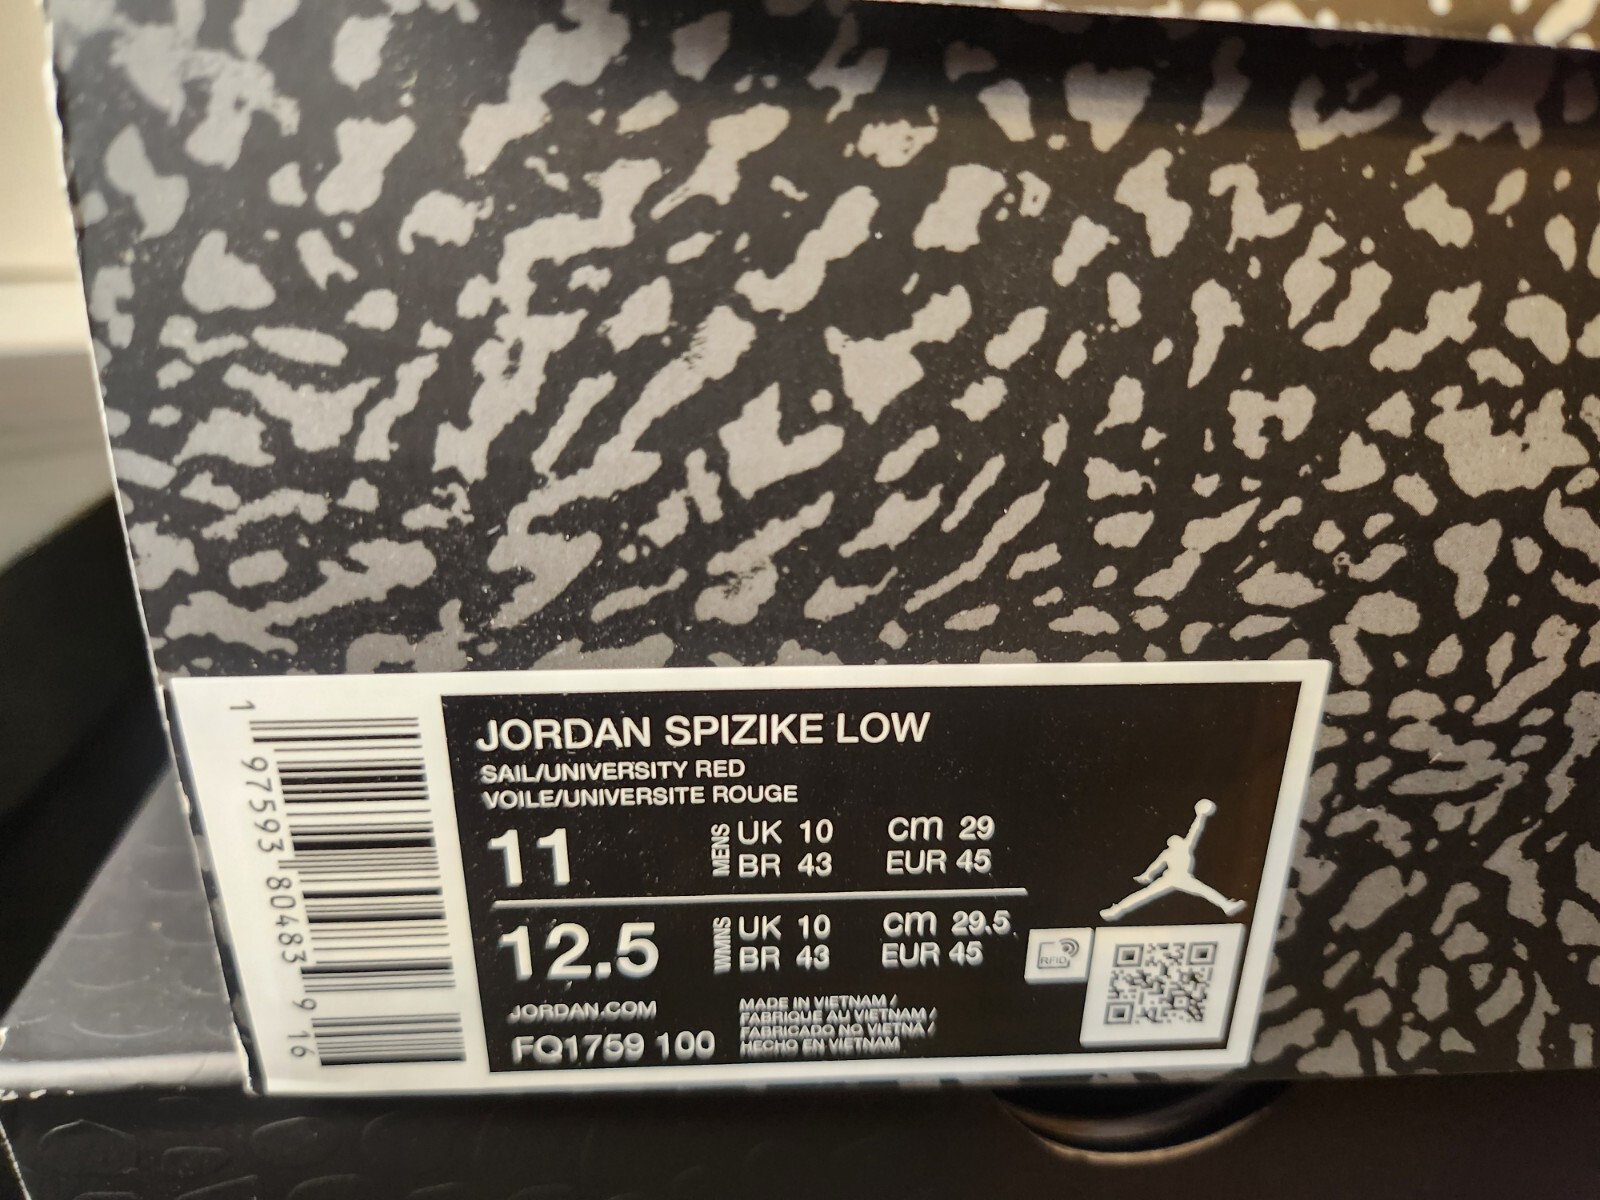 JORDAN SPIZIKE LOW
SAIL/UNIVERSITY RED
VOILE/UNIVERSITE ROUGE
11 MENS UK 10 cm 29
BR 43 EUR 45
12.5 WMNS UK 10 cm 29.5
BR 43 EUR 45
JORDAN.COM
FQ1759 100
MADE IN VIETNAM /
FABRIQUE AU VIETNAM /
FABRICADO NO VIETNA /
HECHO EN VIETNAM
RFID
1 97593 80483 9 16